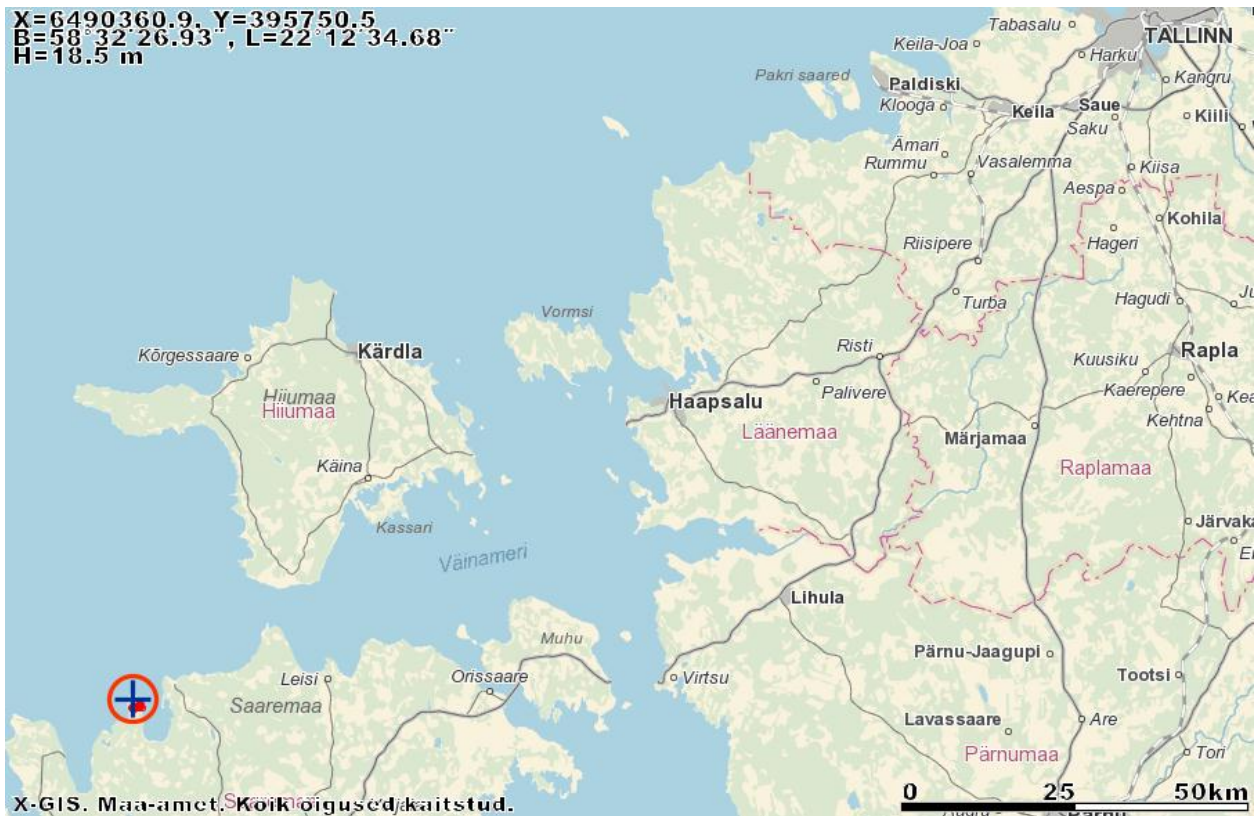 X=6490360.9, Y=395750.5
B=58°32'26.93", L=22°12'34.68"
H=18.5 m
Tabasalu
TALLINN
Keila-Joa
Harku
Pakri saared
Paldiski
Kangru
Klooga
Keila
Saue
Kiili
Saku
Ämari
Rummu
Vasalemma
Kiisa
Aespa
Kohila
Riisipere
Hageri
Turba
Hagudi
Vormsi
Kõrgessaare
Kärdla
Risti
Rapla
Kuusiku
Hiiumaa
Hiiumaa
Palivere
Kaerepere
Haapsalu
Kehtna
Läänemaa
Märjamaa
Käina
Raplamaa
Kassari
Järvaka
Väinameri
Lihula
Muhu
Pärnu-Jaagupi
Leisi
Orissaare
Virtsu
Tootsi
Saaremaa
Lavassaare
Are
Pärnumaa
Tori
0 25 50km
X-GIS. Maa-amet. Kõik õigused kaitstud.